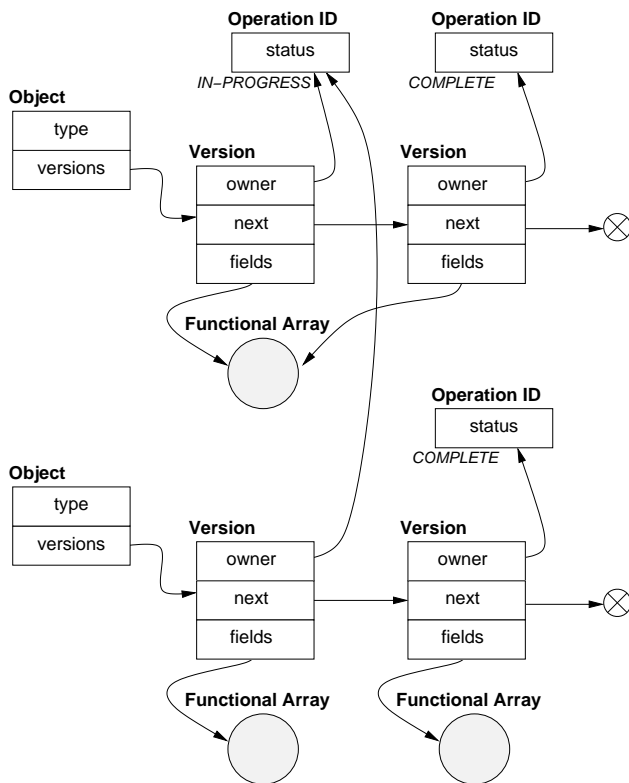 Operation ID
Operation ID
status
status
IN–PROGRESS
COMPLETE
Object
type
versions
Version
owner
next
fields
Version
owner
next
fields
Functional Array
Operation ID
status
COMPLETE
Object
type
versions
Version
owner
next
fields
Version
owner
next
fields
Functional Array
Functional Array